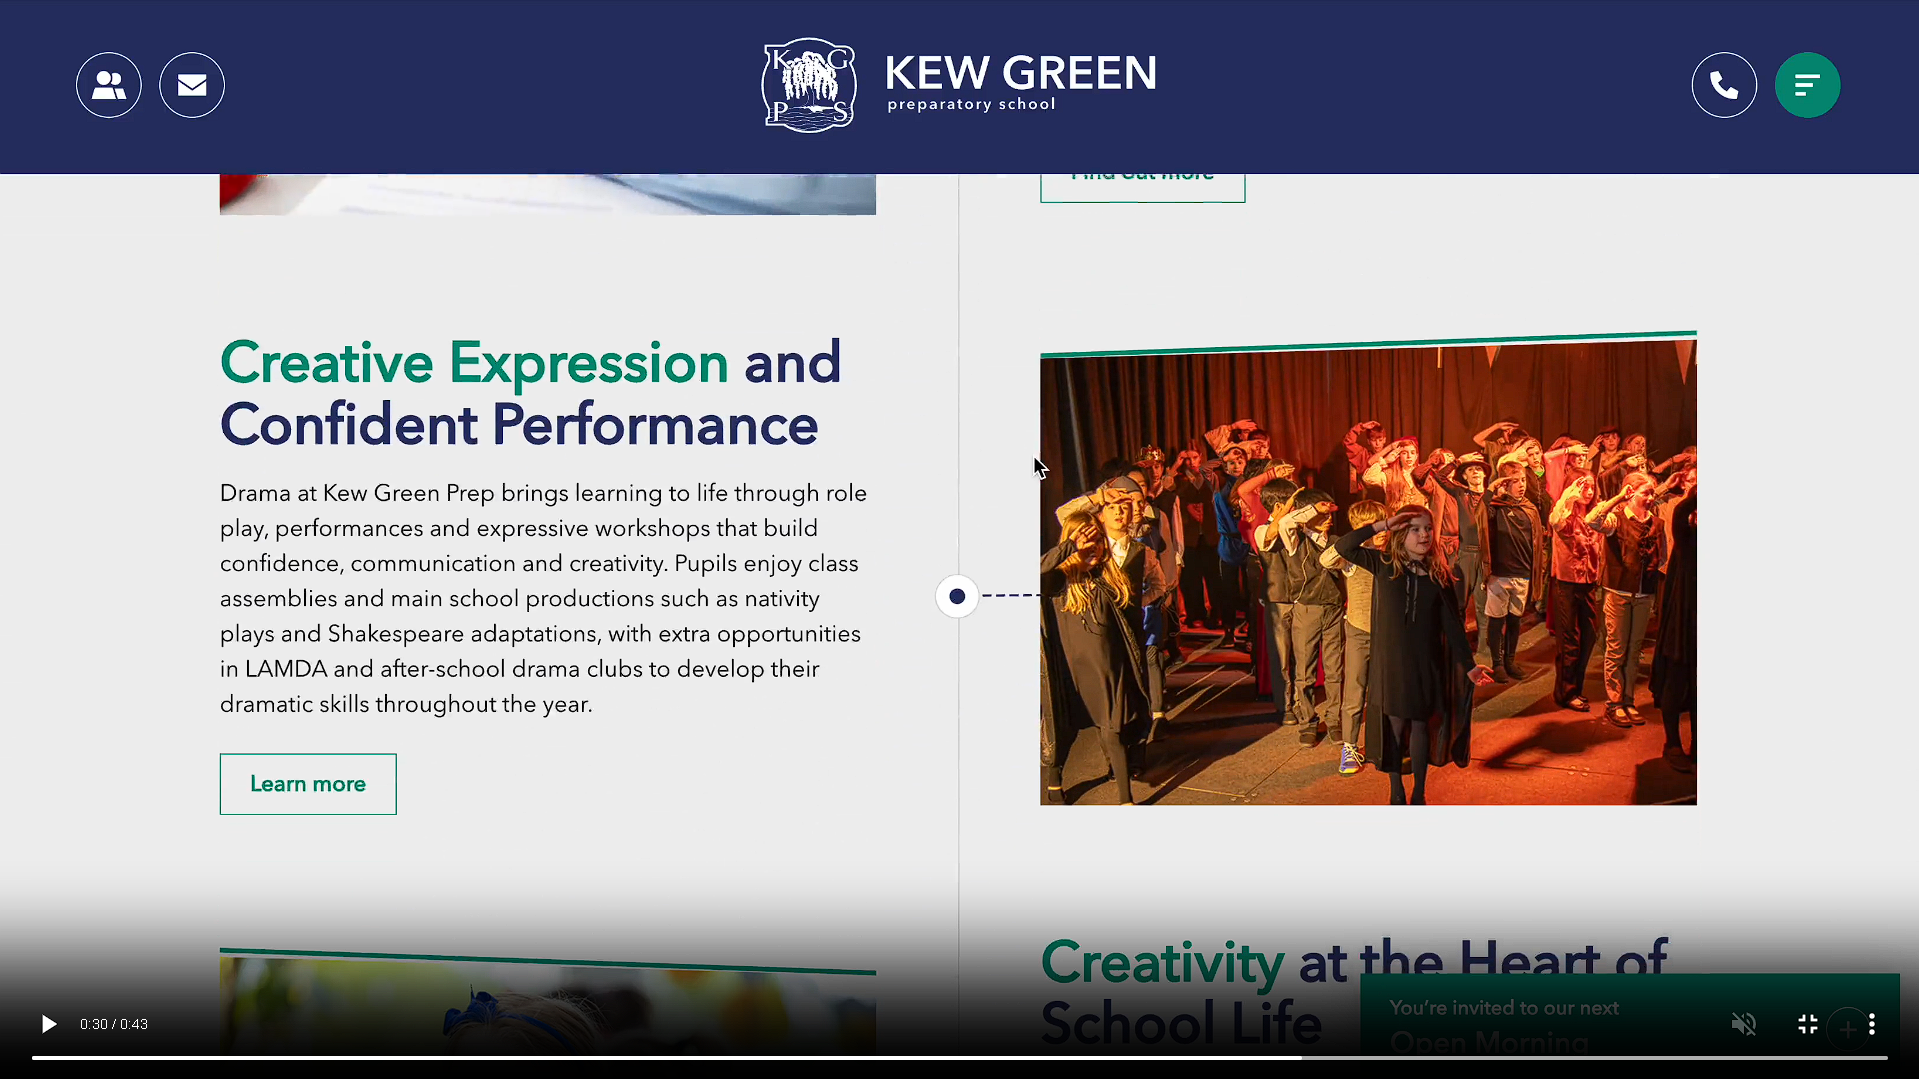 K G
P S
KEW GREEN
preparatory school
Find out more
Creative Expression and
Confident Performance
Drama at Kew Green Prep brings learning to life through role
play, performances and expressive workshops that build
confidence, communication and creativity. Pupils enjoy class
assemblies and main school productions such as nativity
plays and Shakespeare adaptations, with extra opportunities
in LAMDA and after-school drama clubs to develop their
dramatic skills throughout the year.
Learn more
Creativity at the Heart of
School Life
You're invited to our next
Open Morning
0:30 / 0:43